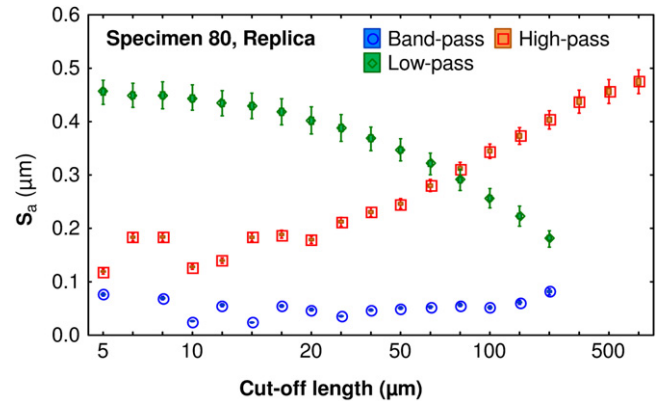 Specimen 80, Replica
Band-pass High-pass
Low-pass
0.6
0.5
0.4
0.3
0.2
0.1
0.0
Sa (μm)
5 10 20 50 100 500
Cut-off length (μm)